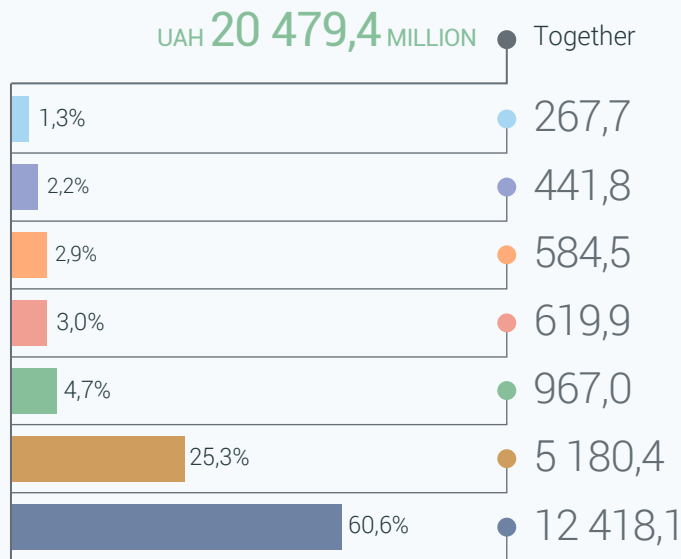 UAH 20 479,4 MILLION Together
1,3% 267,7
2,2% 441,8
2,9% 584,5
3,0% 619,9
4,7% 967,0
25,3% 5 180,4
60,6% 12 418,1